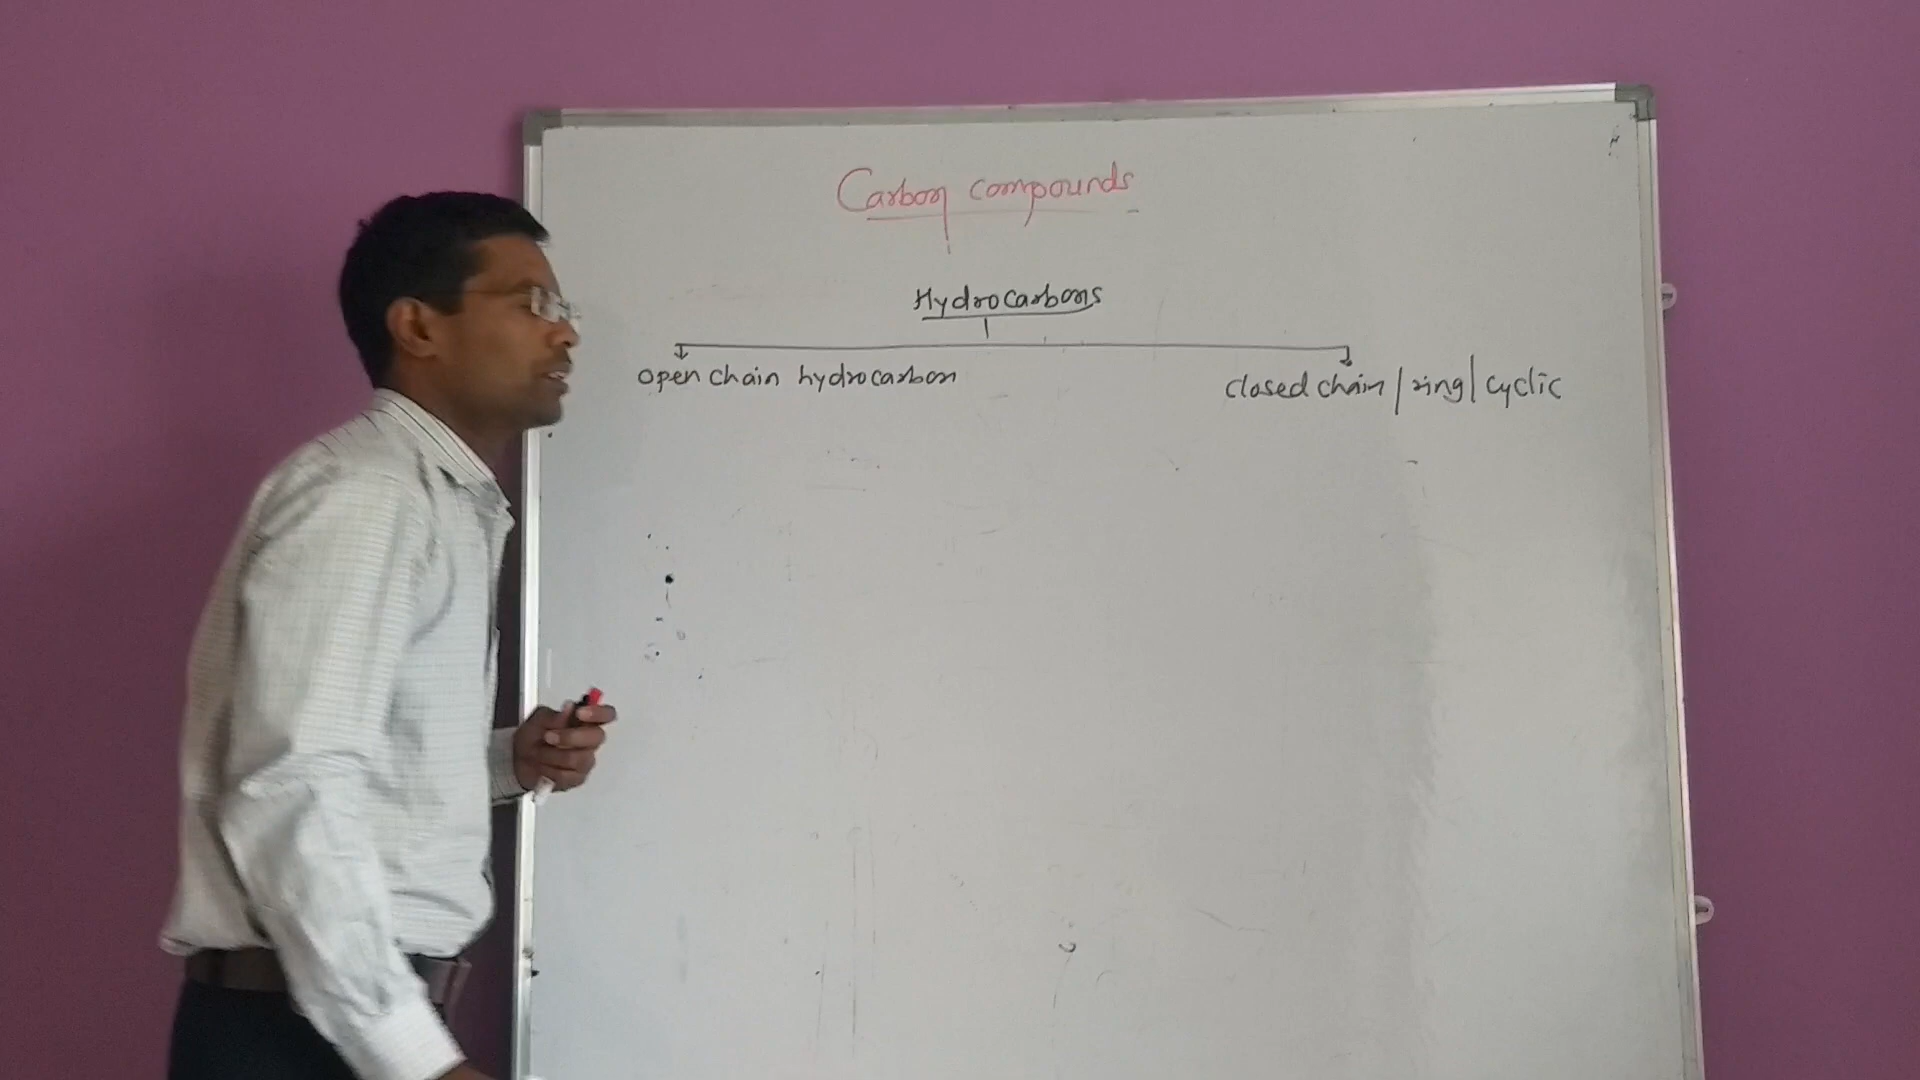 Carbon compounds
Hydrocarbons
open chain hydrocarbon
closed chain / ring / cyclic